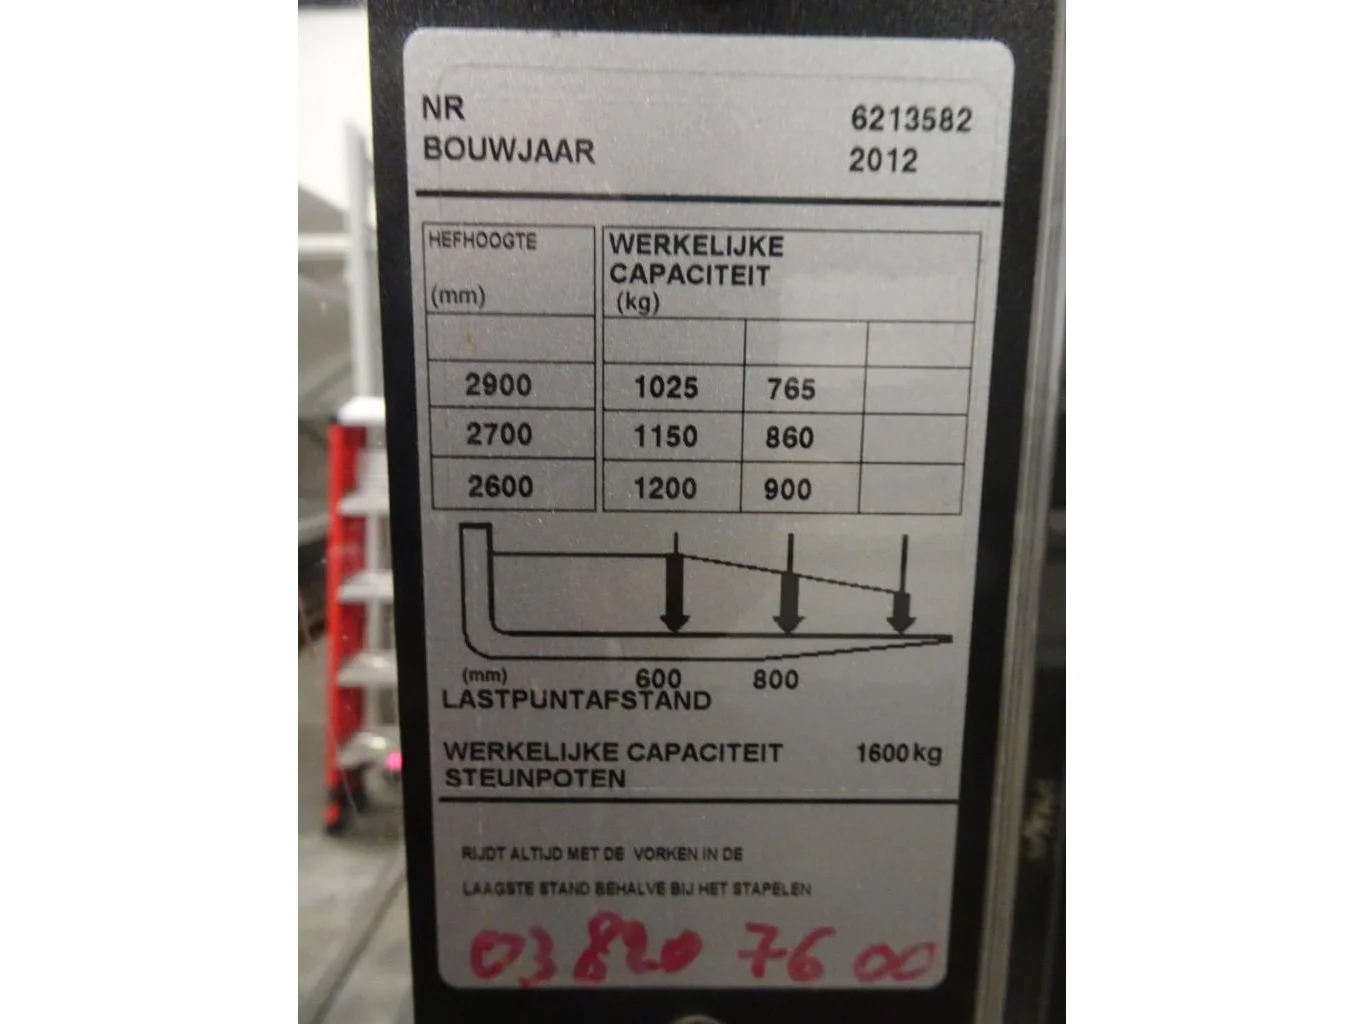 NR 6213582
BOUWJAAR 2012
HEFHOOGTE
(mm)
WERKELIJKE
CAPACITEIT
(kg)
2900 1025 765
2700 1150 860
2600 1200 900
(mm) 600 800
LASTPUNTAFSTAND
WERKELIJKE CAPACITEIT 1600kg
STEUNPOTEN
RIJDT ALTIJD MET DE VORKEN IN DE
LAAGSTE STAND BEHALVE BIJ HET STAPELEN
03 820 76 00